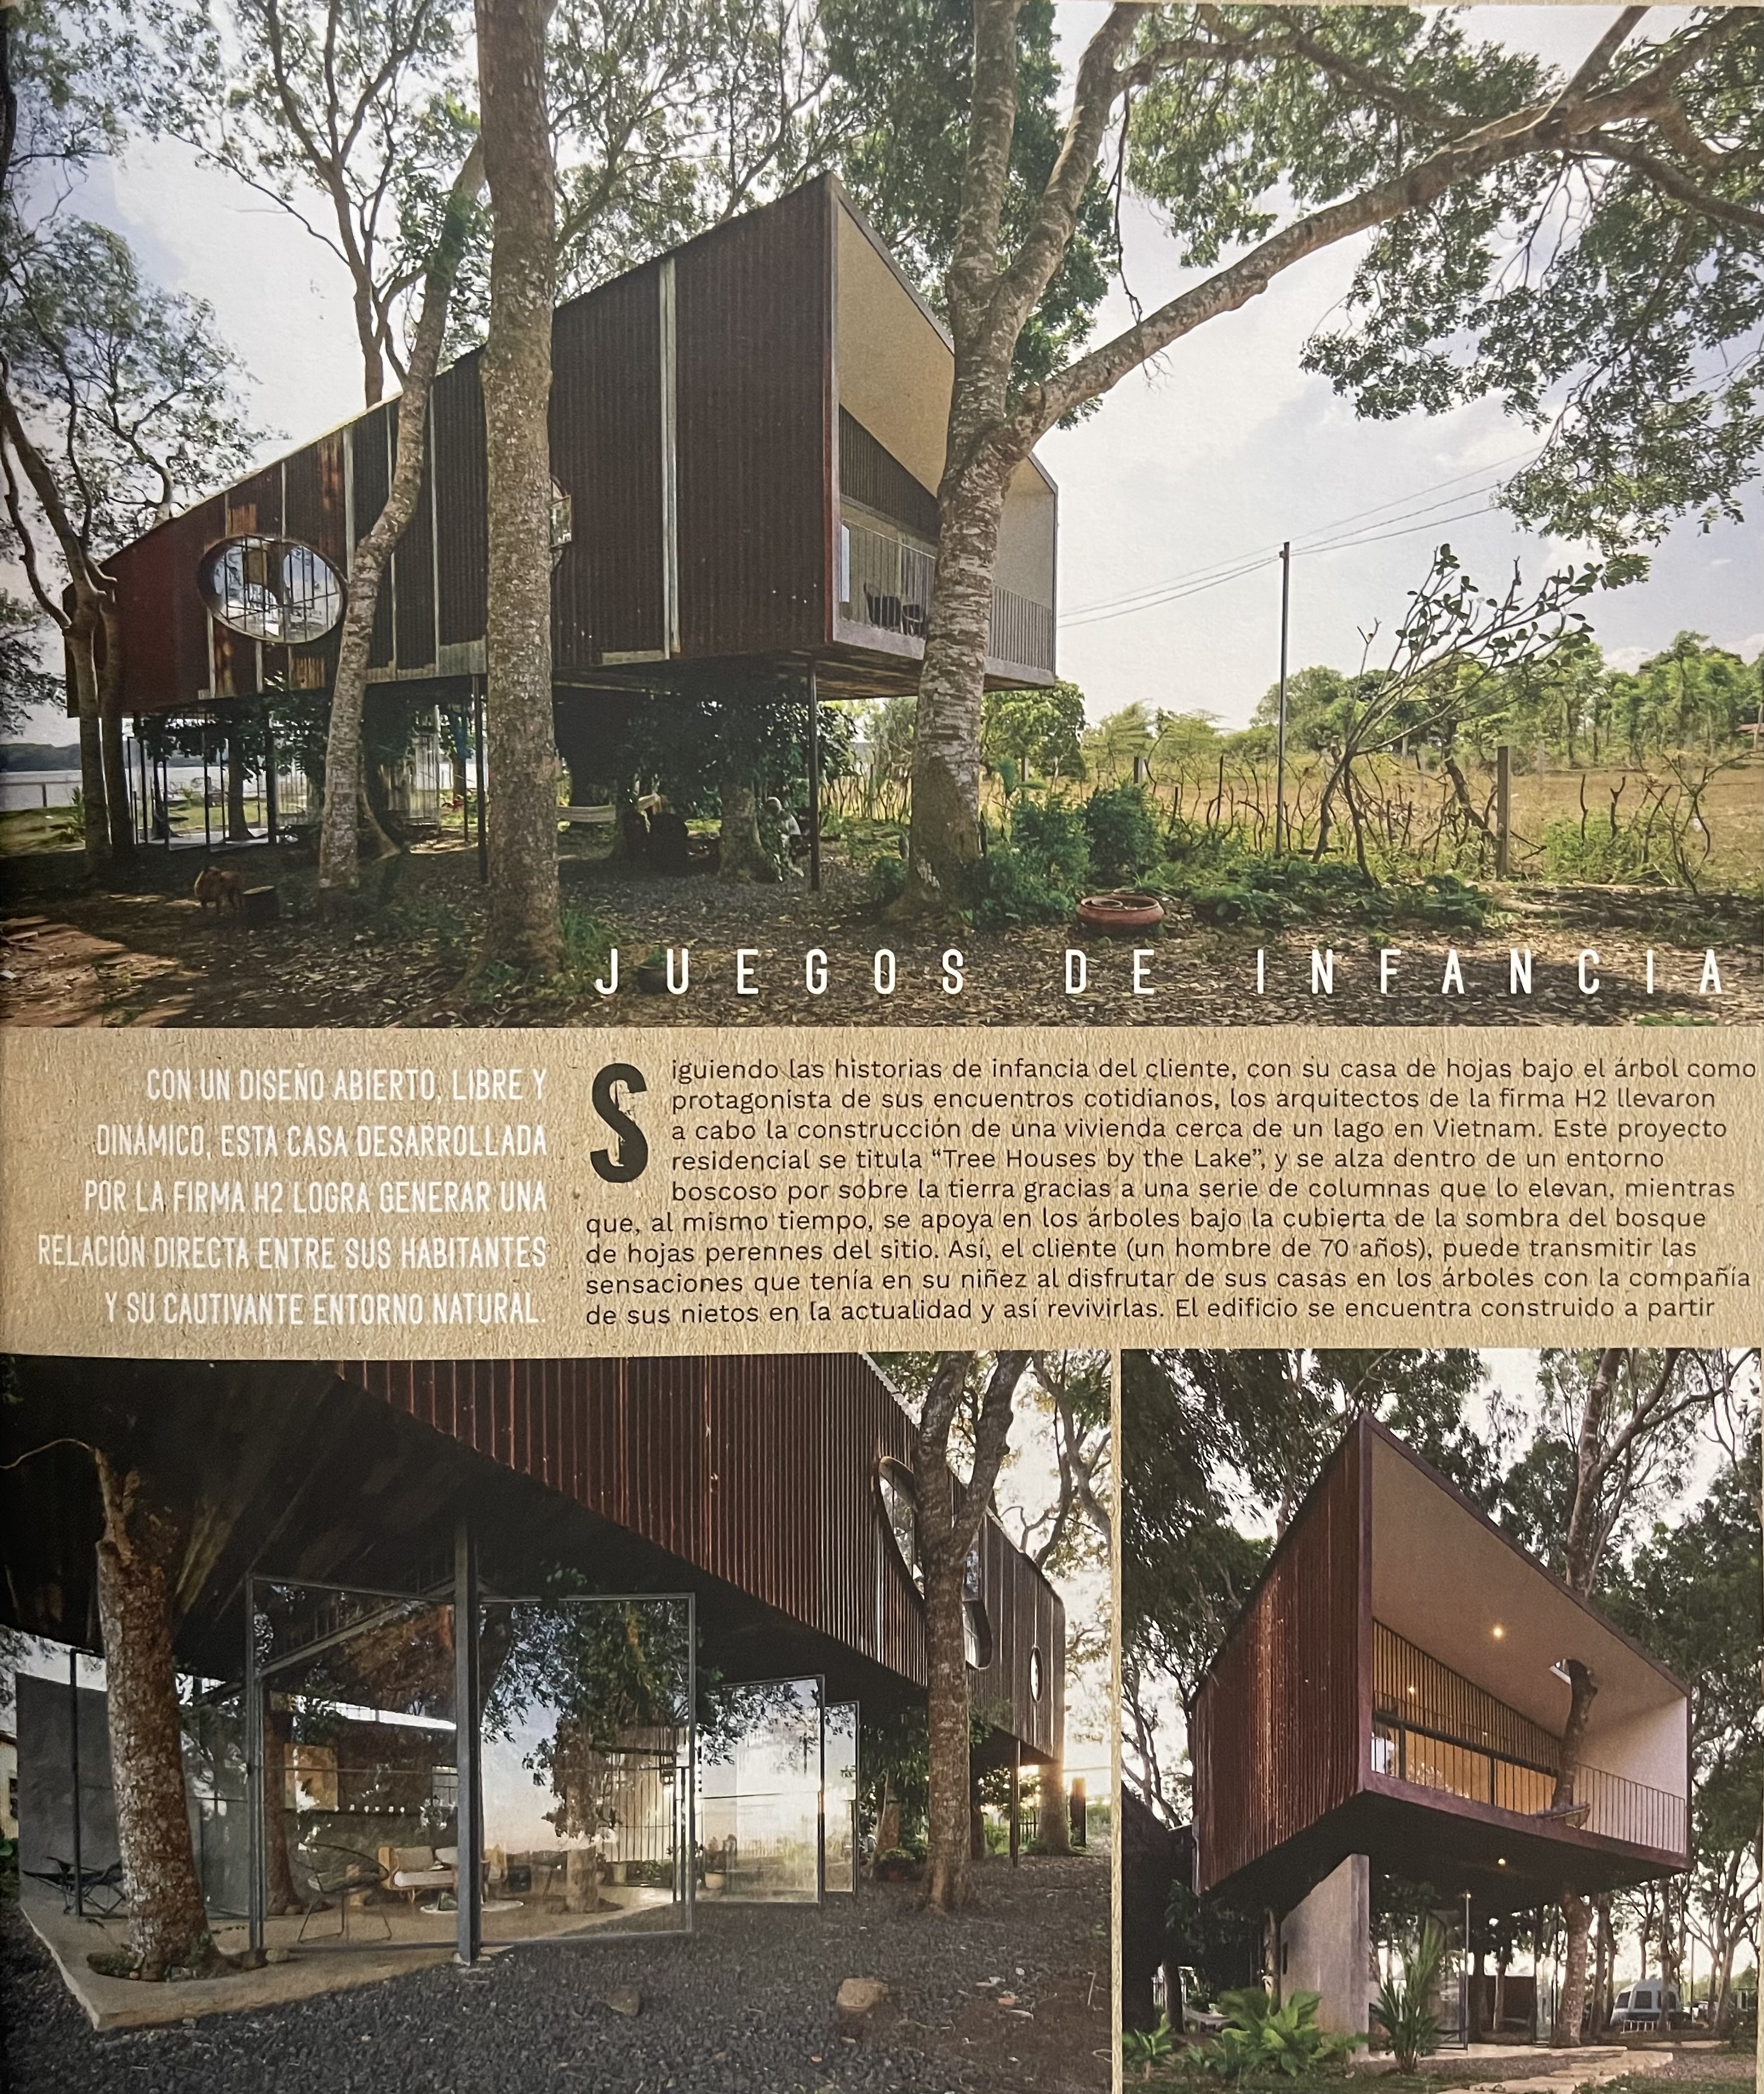 JUEGOS DE INFANCIA
CON UN DISEÑO ABIERTO, LIBRE Y
DINÁMICO, ESTA CASA DESARROLLADA
POR LA FIRMA H2 LOGRA GENERAR UNA
RELACIÓN DIRECTA ENTRE SUS HABITANTES
Y SU CAUTIVANTE ENTORNO NATURAL.
Siguiendo las historias de infancia del cliente, con su casa de hojas bajo el árbol como
protagonista de sus encuentros cotidianos, los arquitectos de la firma H2 llevaron
a cabo la construcción de una vivienda cerca de un lago en Vietnam. Este proyecto
residencial se titula “Tree Houses by the Lake”, y se alza dentro de un entorno
boscoso por sobre la tierra gracias a una serie de columnas que lo elevan, mientras
que, al mismo tiempo, se apoya en los árboles bajo la cubierta de la sombra del bosque
de hojas perennes del sitio. Así, el cliente (un hombre de 70 años), puede transmitir las
sensaciones que tenía en su niñez al disfrutar de sus casas en los árboles con la compañía
de sus nietos en la actualidad y así revivirlas. El edificio se encuentra construido a partir